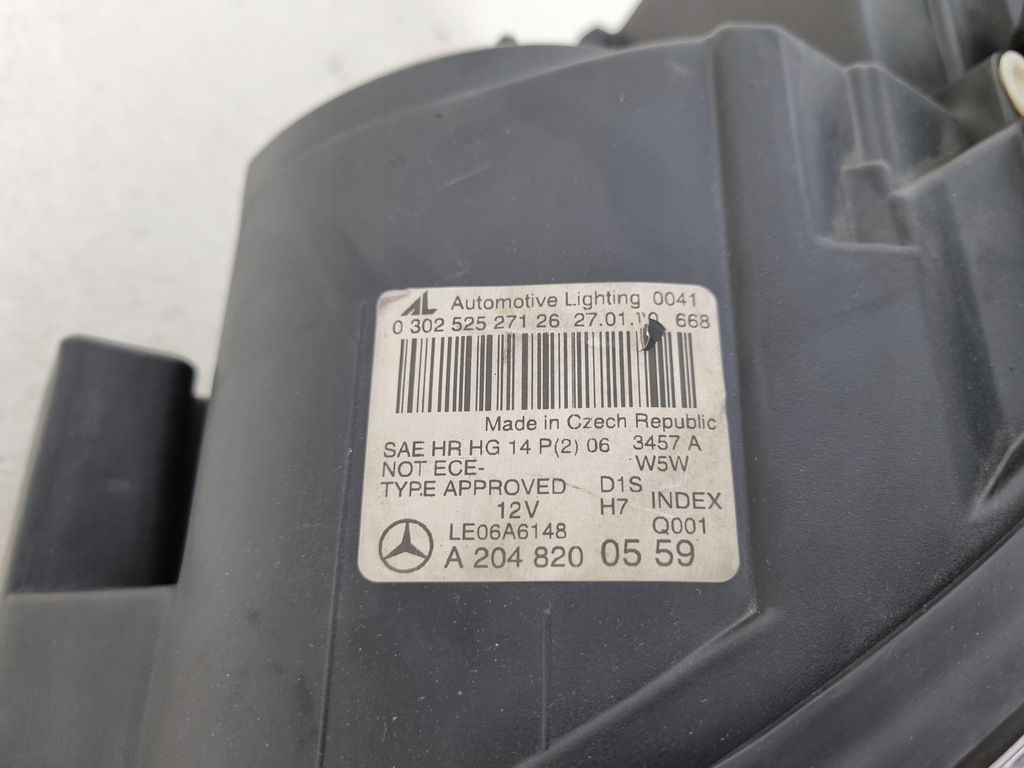 AL Automotive Lighting 0041
0 302 525 271 26 27.01. 668
Made in Czech Republic
SAE HR HG 14 P(2) 06 3457 A
NOT ECE- W5W
TYPE APPROVED D1S
12V H7 INDEX
LE06A6148 Q001
A 204 820 05 59